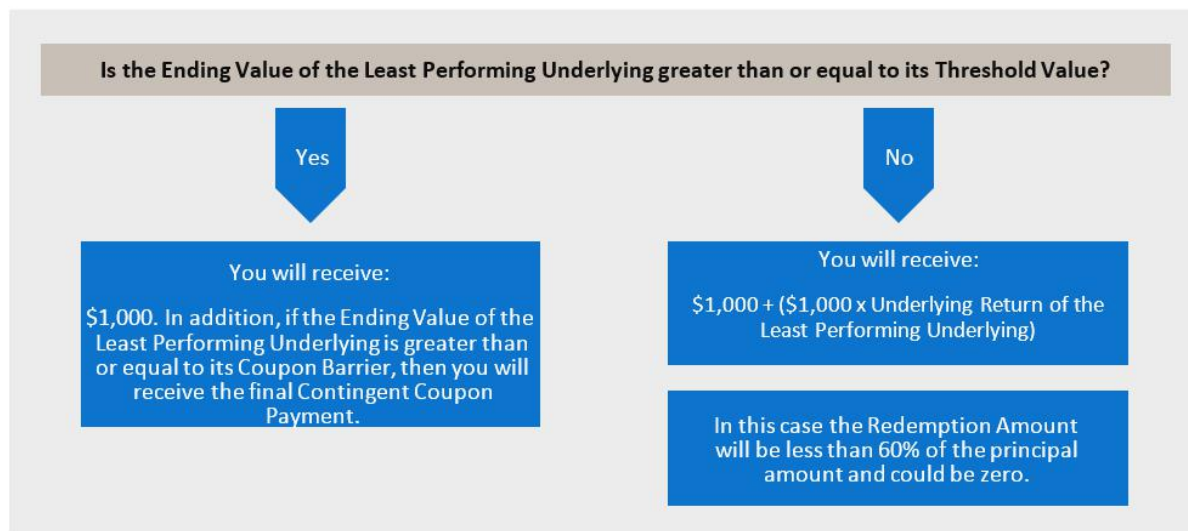 Is the Ending Value of the Least Performing Underlying greater than or equal to its Threshold Value?
Yes
No
You will receive:
$1,000. In addition, if the Ending Value of the
Least Performing Underlying is greater than
or equal to its Coupon Barrier, then you will
receive the final Contingent Coupon
Payment.
You will receive:
$1,000 + ($1,000 x Underlying Return of the
Least Performing Underlying)
In this case the Redemption Amount
will be less than 60% of the principal
amount and could be zero.